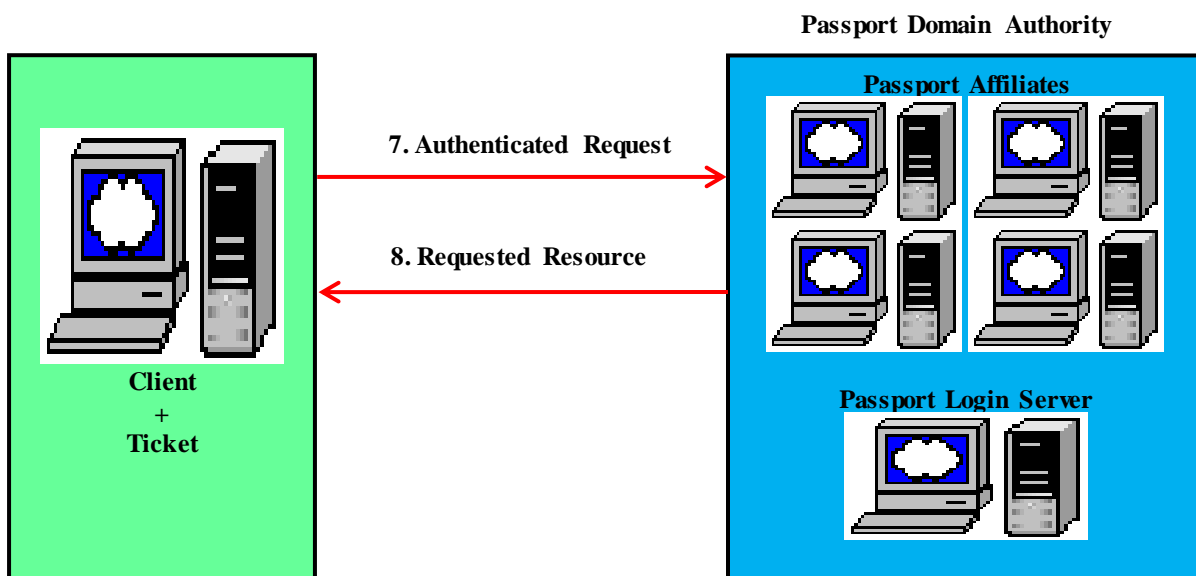 Passport Domain Authority
Passport Affiliates
7. Authenticated Request
8. Requested Resource
Client
+
Ticket
Passport Login Server